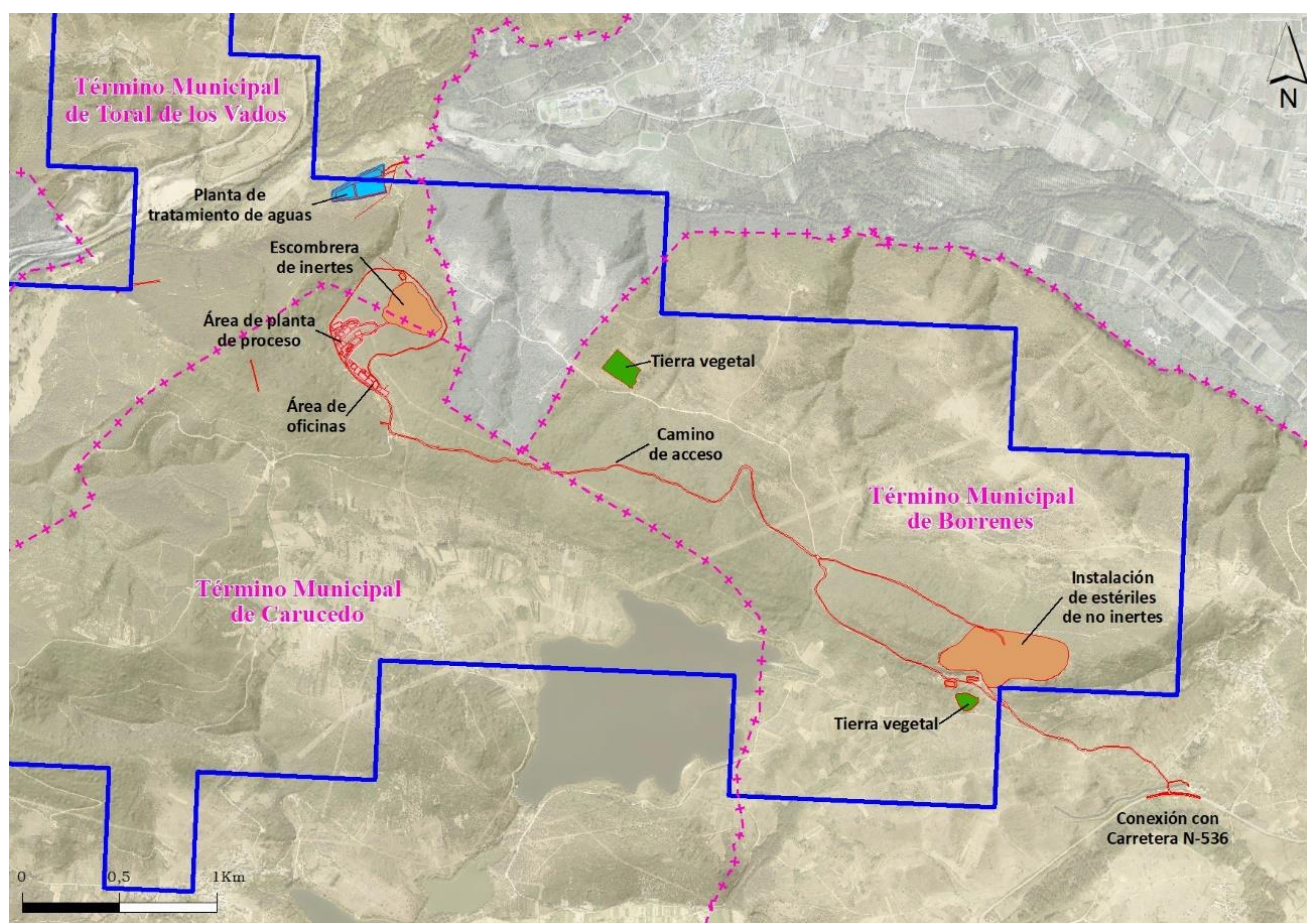 Término Municipal
de Toral de los Vados
N
Planta de
tratamiento de aguas
Escombrera
de inertes
Área de planta
de proceso
Tierra vegetal
Área de
oficinas
Camino
de acceso
Término Municipal
de Borrenes
Término Municipal
de Carucedo
Instalación
de estériles
de no inertes
Tierra vegetal
Conexión con
Carretera N-536
0 0,5 1Km